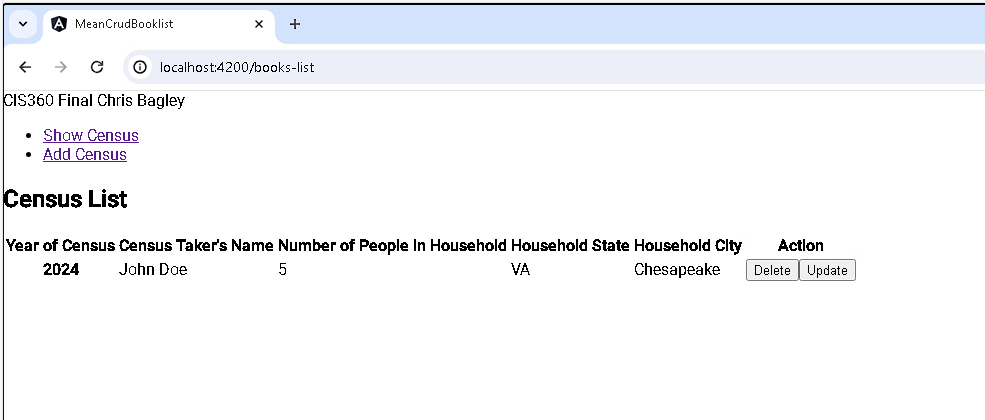 MeanCrudBooklist
localhost:4200/books-list
CIS360 Final Chris Bagley
Show Census
Add Census
Census List
Year of Census Census Taker's Name Number of People In Household Household State Household City Action
2024 John Doe 5 VA Chesapeake Delete Update